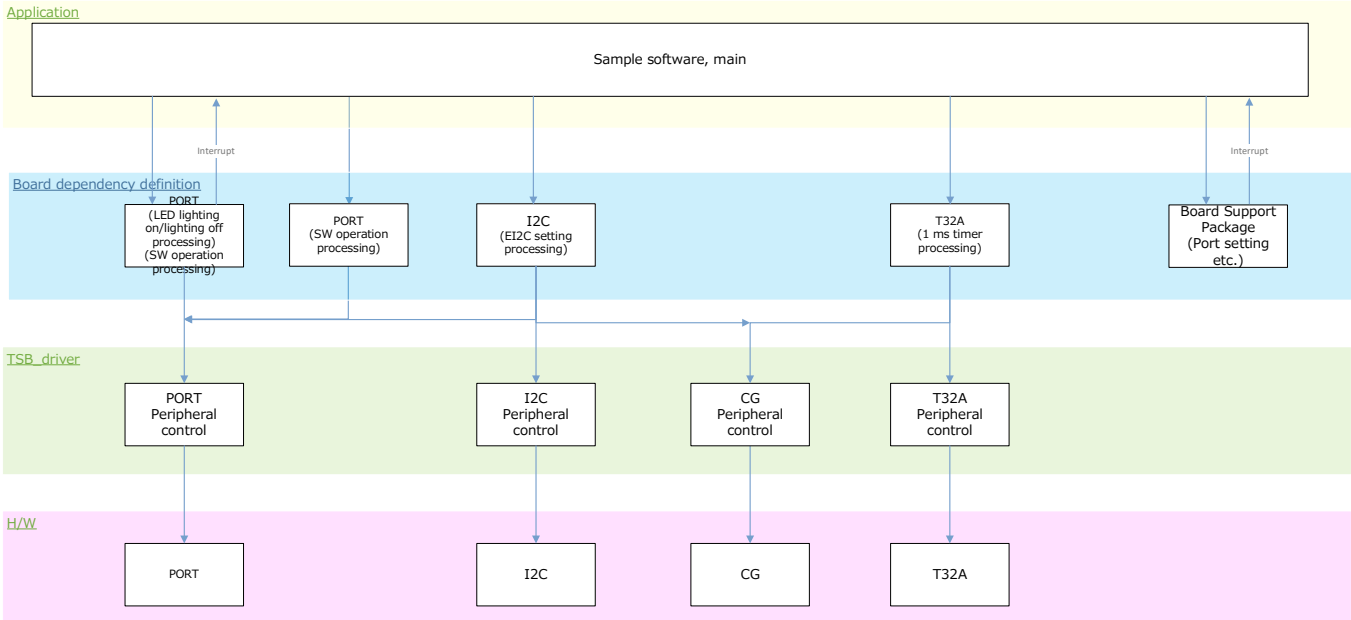 Application
Sample software, main
Interrupt
Interrupt
Board dependency definition
PORT
(LED lighting
on/lighting off
processing)
(SW operation
processing)
PORT
(SW operation
processing)
I2C
(EI2C setting
processing)
T32A
(1 ms timer
processing)
Board Support
Package
(Port setting
etc.)
TSB_driver
PORT
Peripheral
control
I2C
Peripheral
control
CG
Peripheral
control
T32A
Peripheral
control
H/W
PORT
I2C
CG
T32A